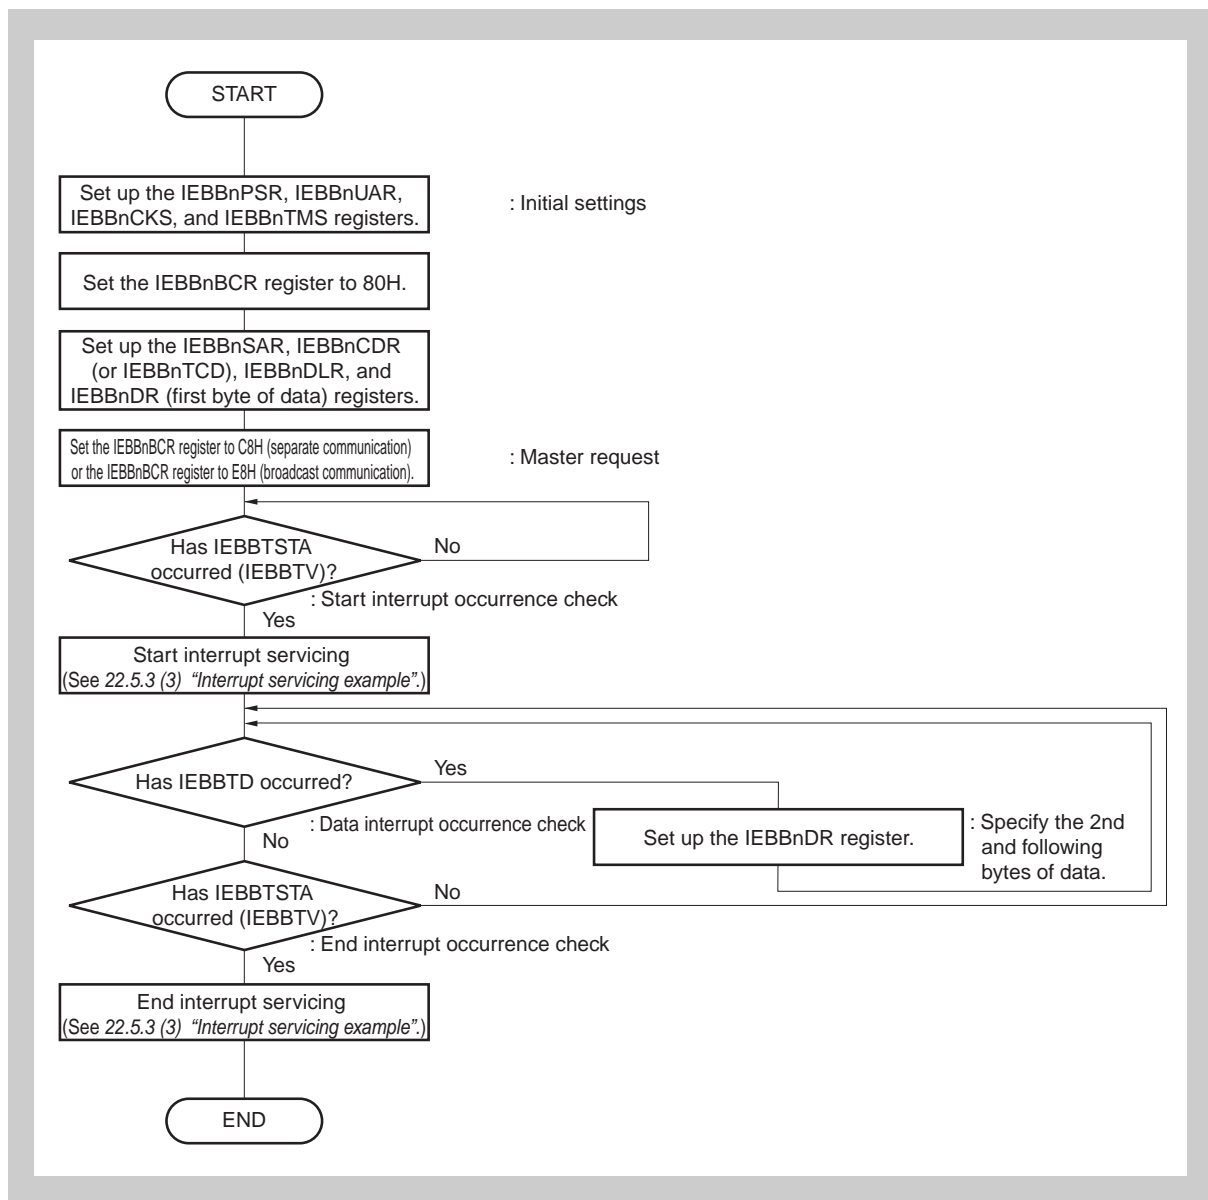 START
Set up the IEBBnPSR, IEBBnUAR,
IEBBnCKS, and IEBBnTMS registers.
: Initial settings
Set the IEBBnBCR register to 80H.
Set up the IEBBnSAR, IEBBnCDR
(or IEBBnTCD), IEBBnDLR, and
IEBBnDR (first byte of data) registers.
Set the IEBBnBCR register to C8H (separate communication)
or the IEBBnBCR register to E8H (broadcast communication).
: Master request
Has IEBBTSTA
occurred (IEBBTV)?
No
: Start interrupt occurrence check
Yes
Start interrupt servicing
(See 22.5.3 (3) “Interrupt servicing example”.)
Has IEBBTD occurred?
Yes
: Data interrupt occurrence check
No
Set up the IEBBnDR register.
: Specify the 2nd
and following
bytes of data.
Has IEBBTSTA
occurred (IEBBTV)?
No
: End interrupt occurrence check
Yes
End interrupt servicing
(See 22.5.3 (3) “Interrupt servicing example”.)
END